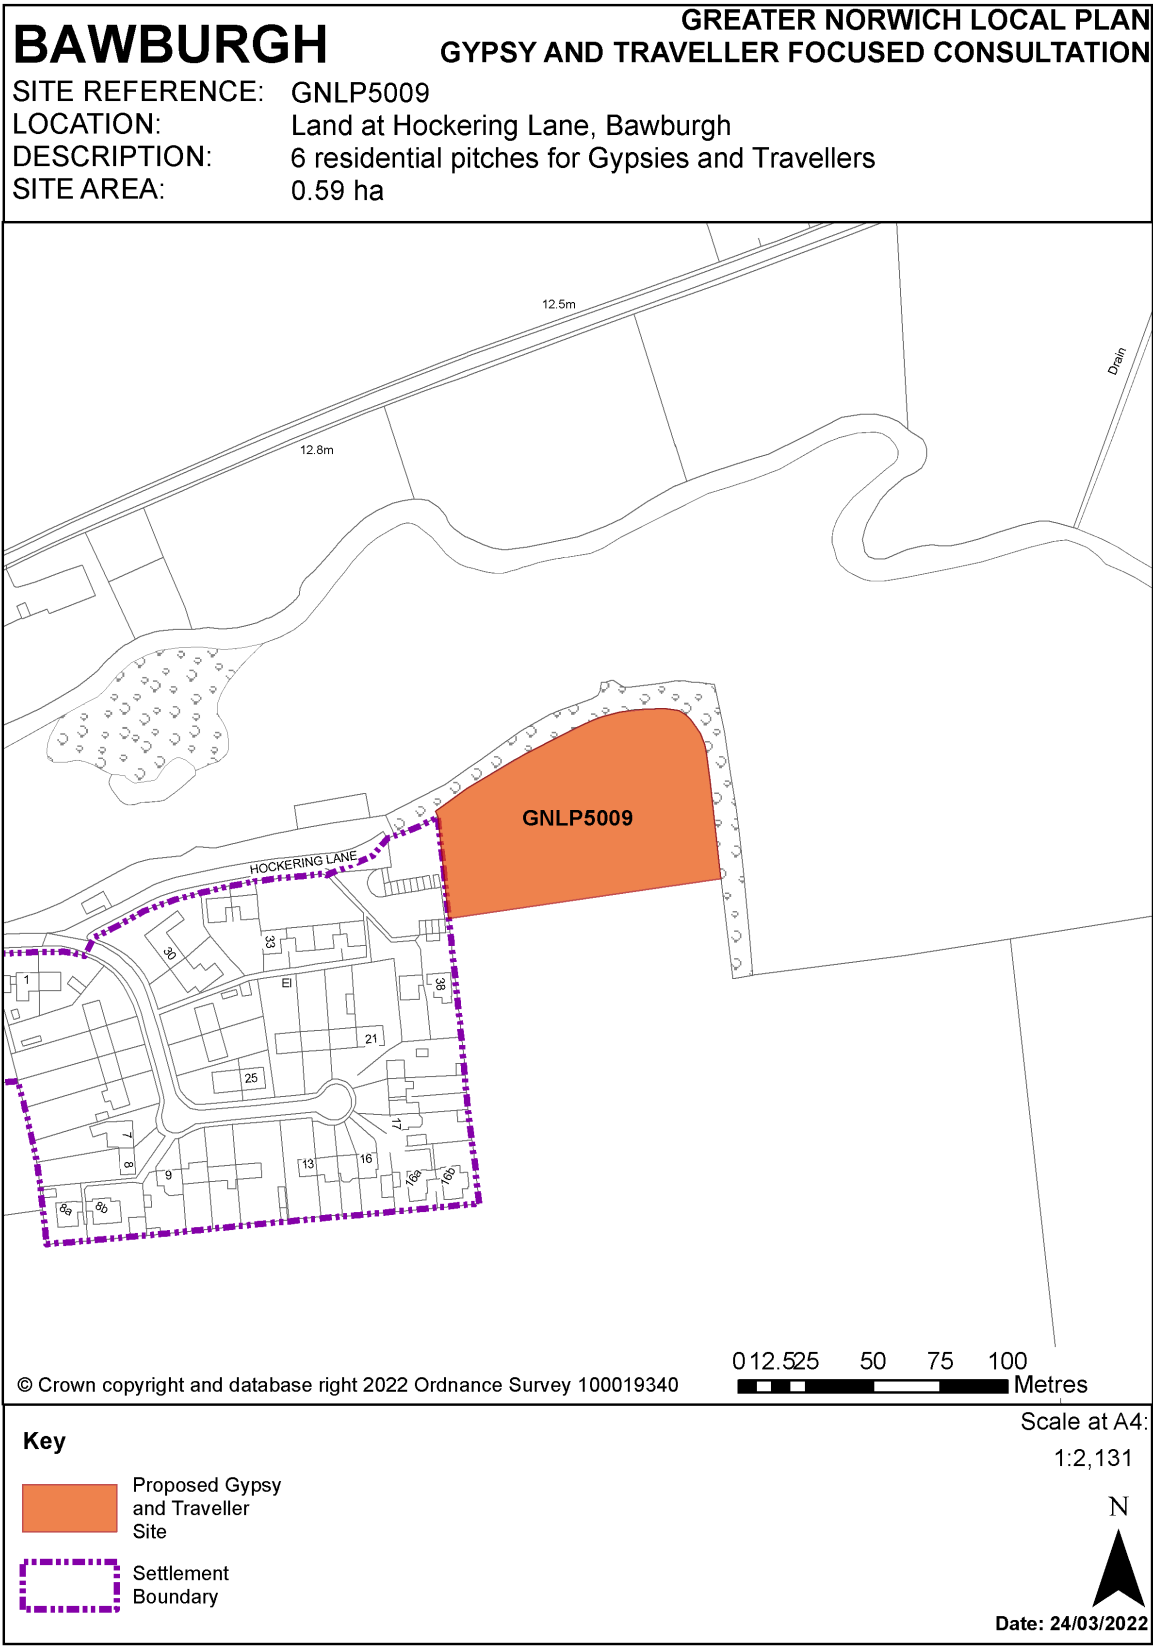 BAWBURGH
GREATER NORWICH LOCAL PLAN
GYPSY AND TRAVELLER FOCUSED CONSULTATION
SITE REFERENCE: GNLP5009
LOCATION: Land at Hockering Lane, Bawburgh
DESCRIPTION: 6 residential pitches for Gypsies and Travellers
SITE AREA: 0.59 ha
12.5m
Drain
12.8m
GNLP5009
HOCKERING LANE
30
33
1
El
38
21
25
7
17
8
13
16
9
16a
16b
8a
8b
0 12.5 25 50 75 100
Metres
© Crown copyright and database right 2022 Ordnance Survey 100019340
Key
Proposed Gypsy
and Traveller
Site
Settlement
Boundary
Scale at A4:
1:2,131
N
Date: 24/03/2022